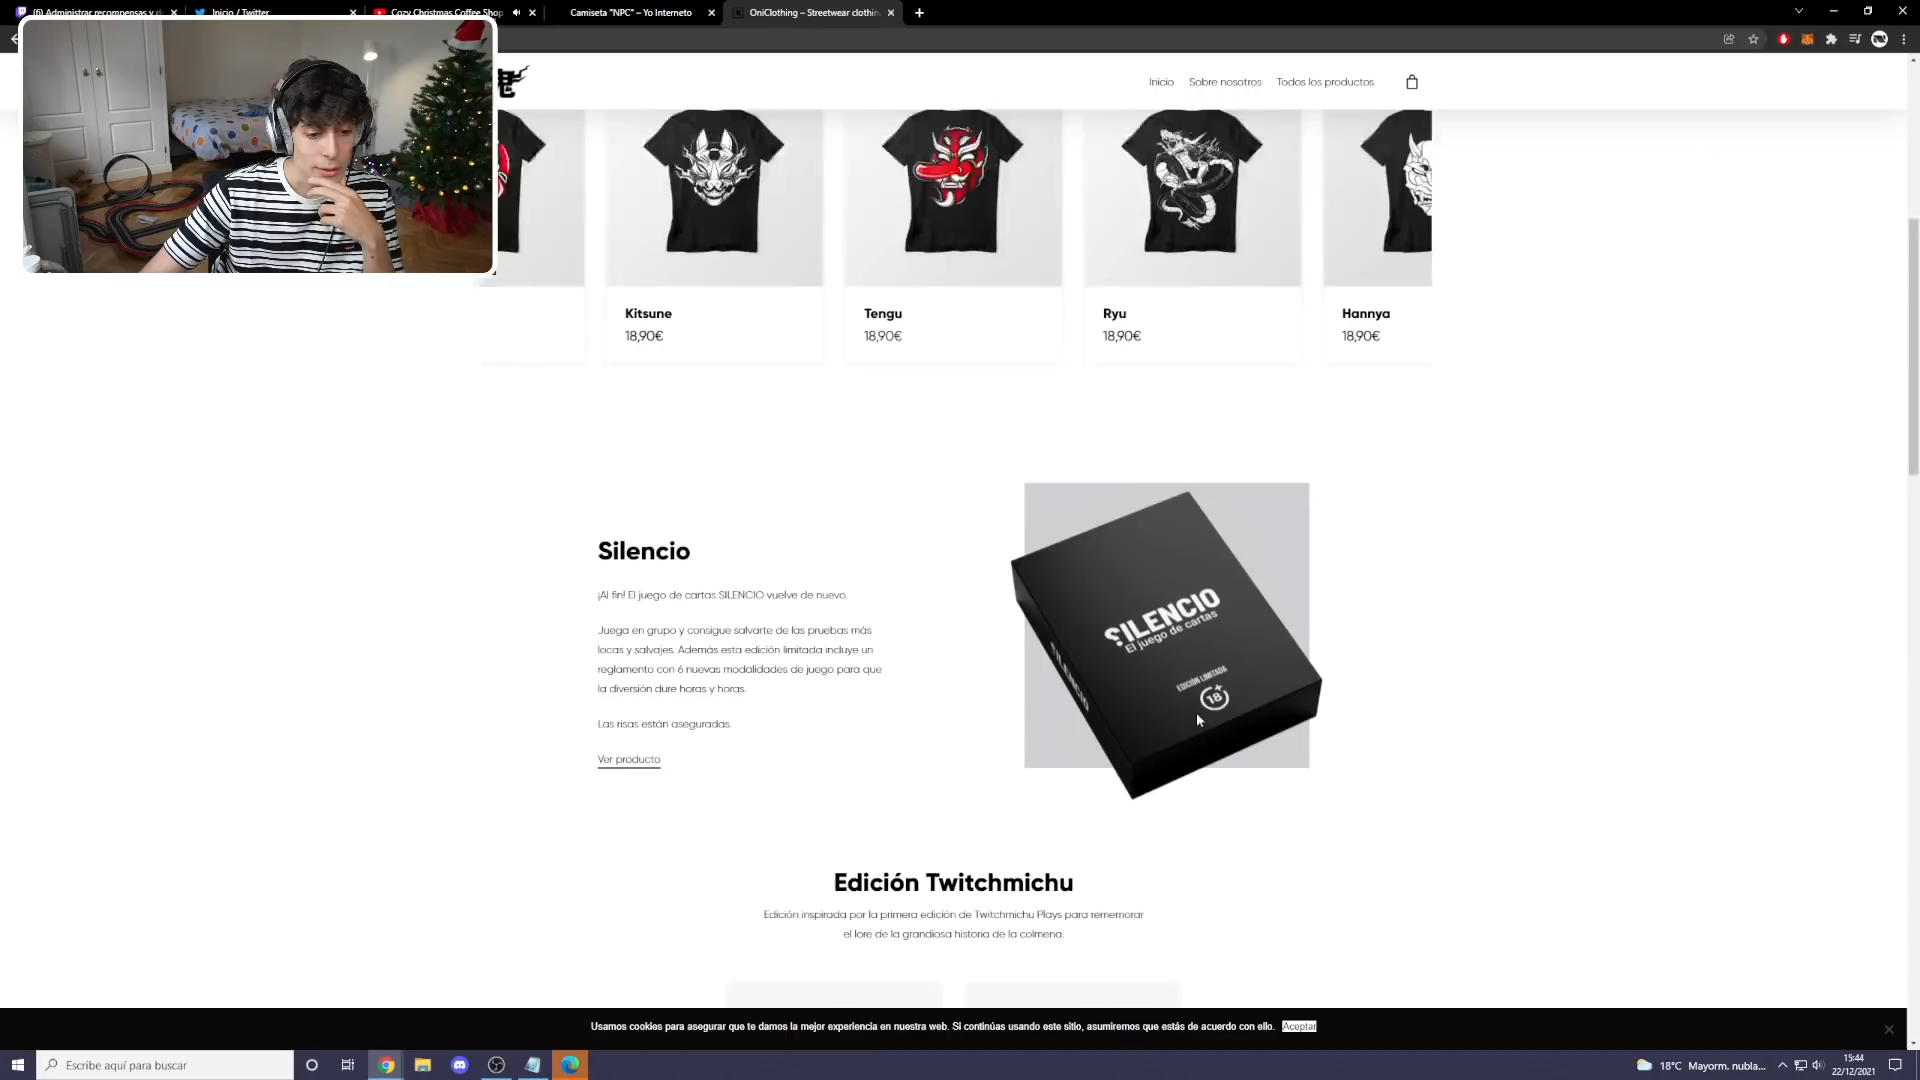 (6) Administrar recompensas y d
Inicio / Twitter
Cozy Christmas Coffee Shop
Camiseta "NPC" – Yo Interneto
OniClothing – Streetwear clothin
Inicio
Sobre nosotros
Todos los productos
Kitsune
18,90€
Tengu
18,90€
Ryu
18,90€
Hannya
18,90€
Silencio
¡Al fin! El juego de cartas SILENCIO vuelve de nuevo.
Juega en grupo y consigue salvarte de las pruebas más
locas y salvajes. Además esta edición limitada incluye un
reglamento con 6 nuevas modalidades de juego para que
la diversión dure horas y horas.
Las risas están aseguradas.
Ver producto
SILENCIO
El juego de cartas
EDICIÓN LIMITADA
18+
SILENCIO
Edición Twitchmichu
Edición inspirada por la primera edición de Twitchmichu Plays para rememorar
el lore de la grandiosa historia de la colmena.
Usamos cookies para asegurar que te damos la mejor experiencia en nuestra web. Si continúas usando este sitio, asumiremos que estás de acuerdo con ello. Aceptar
Escribe aquí para buscar
18°C Mayorm. nubla...
15:44
22/12/2021